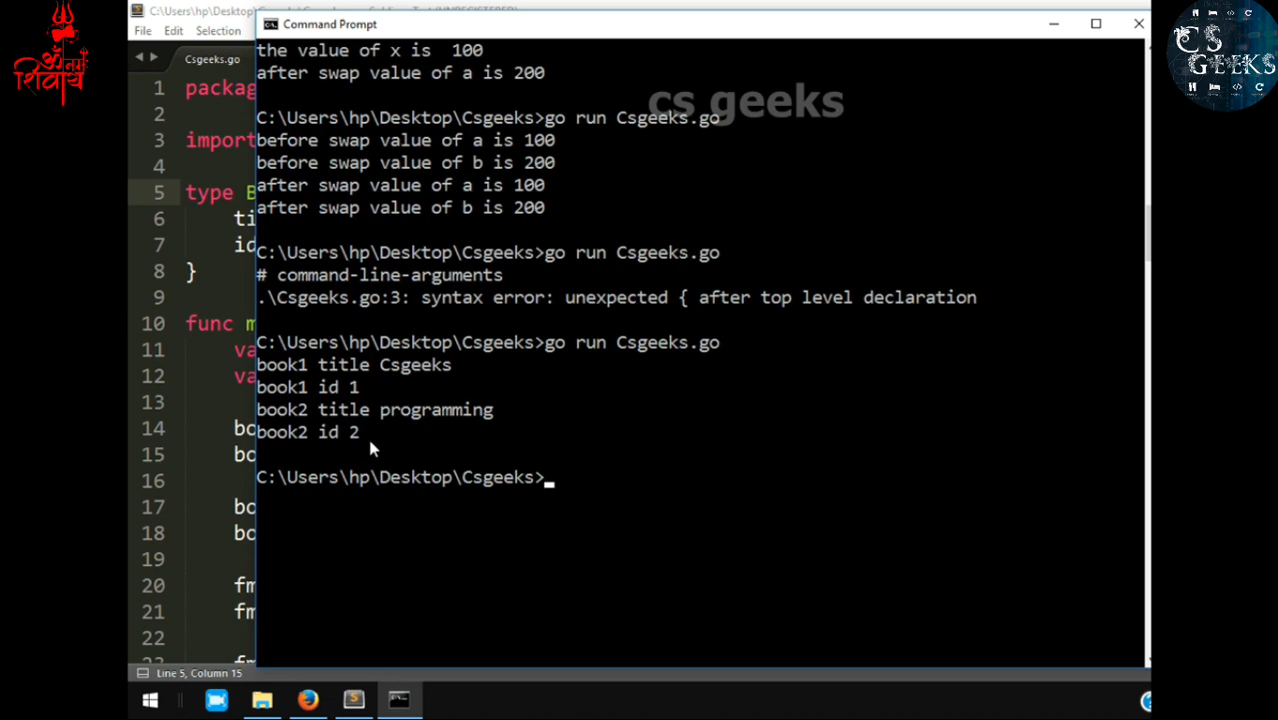 ॐ नमः
शिवाय
File Edit Selection
Csgeeks.go
1 packag
2
3 import
4
5 type B
6 ti
7 id
8 }
9
10 func m
11 va
12 va
13
14 bo
15 bo
16
17 bo
18 bo
19
20 fm
21 fm
22
Line 5, Column 15
Command Prompt
the value of x is 100
after swap value of a is 200
C:\Users\hp\Desktop\Csgeeks>go run Csgeeks.go
before swap value of a is 100
before swap value of b is 200
after swap value of a is 100
after swap value of b is 200
C:\Users\hp\Desktop\Csgeeks>go run Csgeeks.go
# command-line-arguments
.\Csgeeks.go:3: syntax error: unexpected { after top level declaration
C:\Users\hp\Desktop\Csgeeks>go run Csgeeks.go
book1 title Csgeeks
book1 id 1
book2 title programming
book2 id 2
C:\Users\hp\Desktop\Csgeeks>
cs geeks
CS
GEEKS